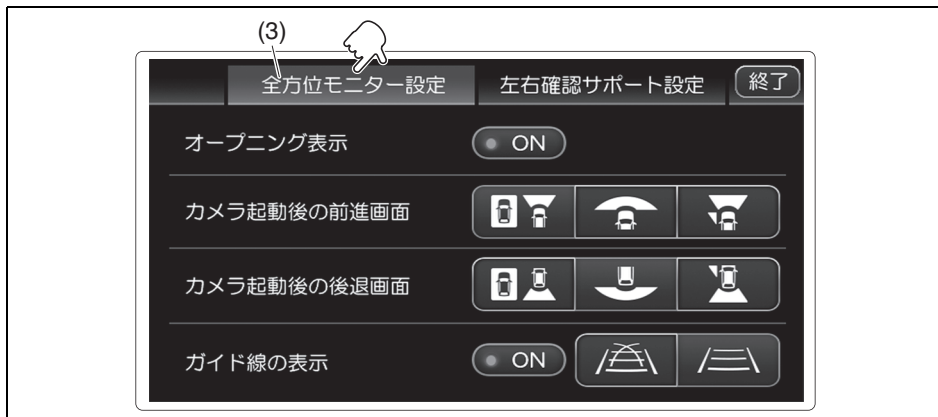 (3)
全方位モニター設定 左右確認サポート設定 終了
オープニング表示 ON
カメラ起動後の前進画面
カメラ起動後の後退画面
ガイド線の表示 ON